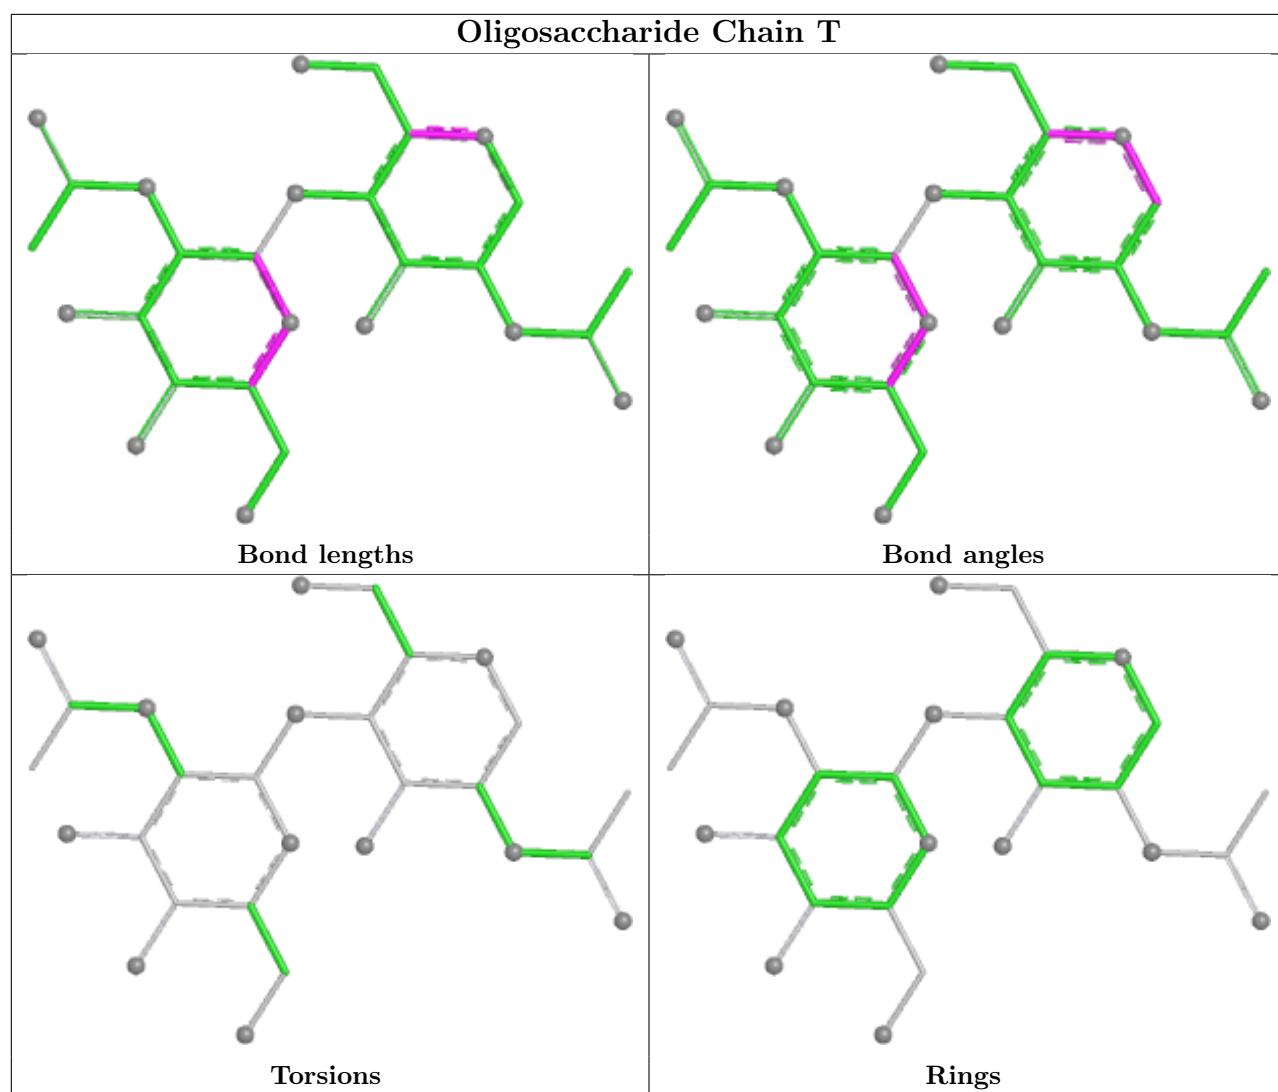 Oligosaccharide Chain T
Bond lengths
Bond angles
Torsions
Rings